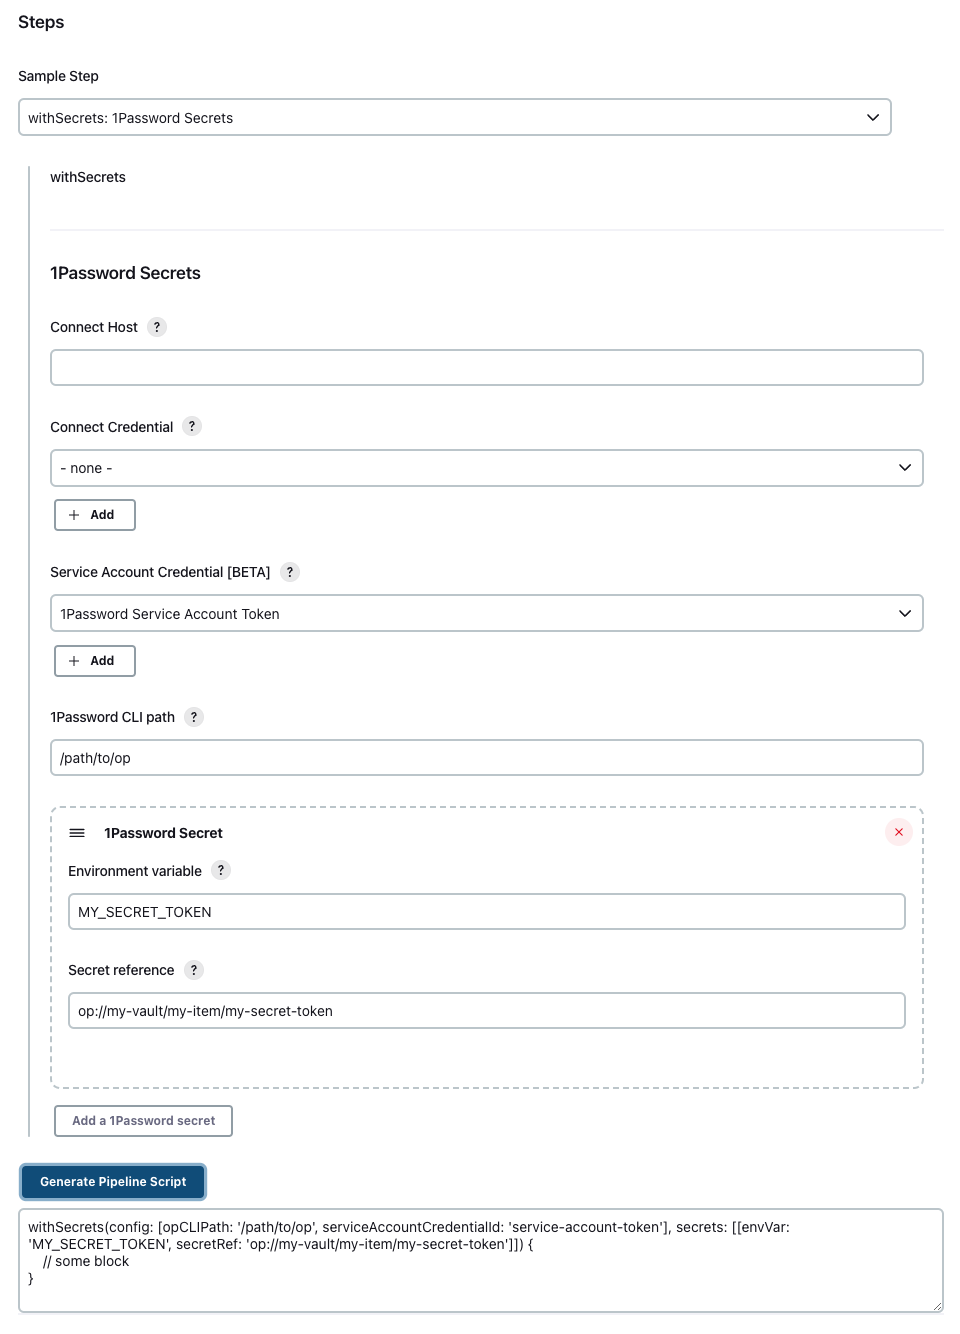 Steps
Sample Step
withSecrets: 1Password Secrets
withSecrets
1Password Secrets
Connect Host ?
Connect Credential ?
- none -
+ Add
Service Account Credential [BETA] ?
1Password Service Account Token
+ Add
1Password CLI path ?
/path/to/op
1Password Secret
Environment variable ?
MY_SECRET_TOKEN
Secret reference ?
op://my-vault/my-item/my-secret-token
Add a 1Password secret
Generate Pipeline Script
withSecrets(config: [opCLIPath: '/path/to/op', serviceAccountCredentialId: 'service-account-token'], secrets: [[envVar:
'MY_SECRET_TOKEN', secretRef: 'op://my-vault/my-item/my-secret-token']]) {
    // some block
}